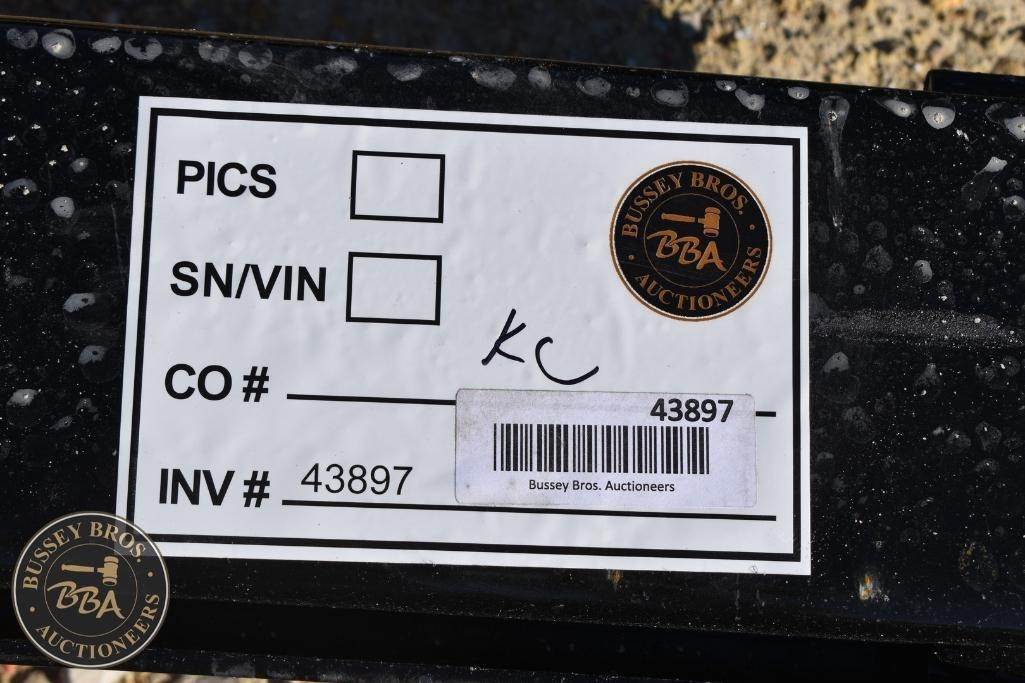 PICS
BUSSEY BROS.
BBA
AUCTIONEERS
SN/VIN
KC
CO #
43897
Bussey Bros. Auctioneers
INV # 43897
BUSSEY BROS.
BBA
AUCTIONEERS